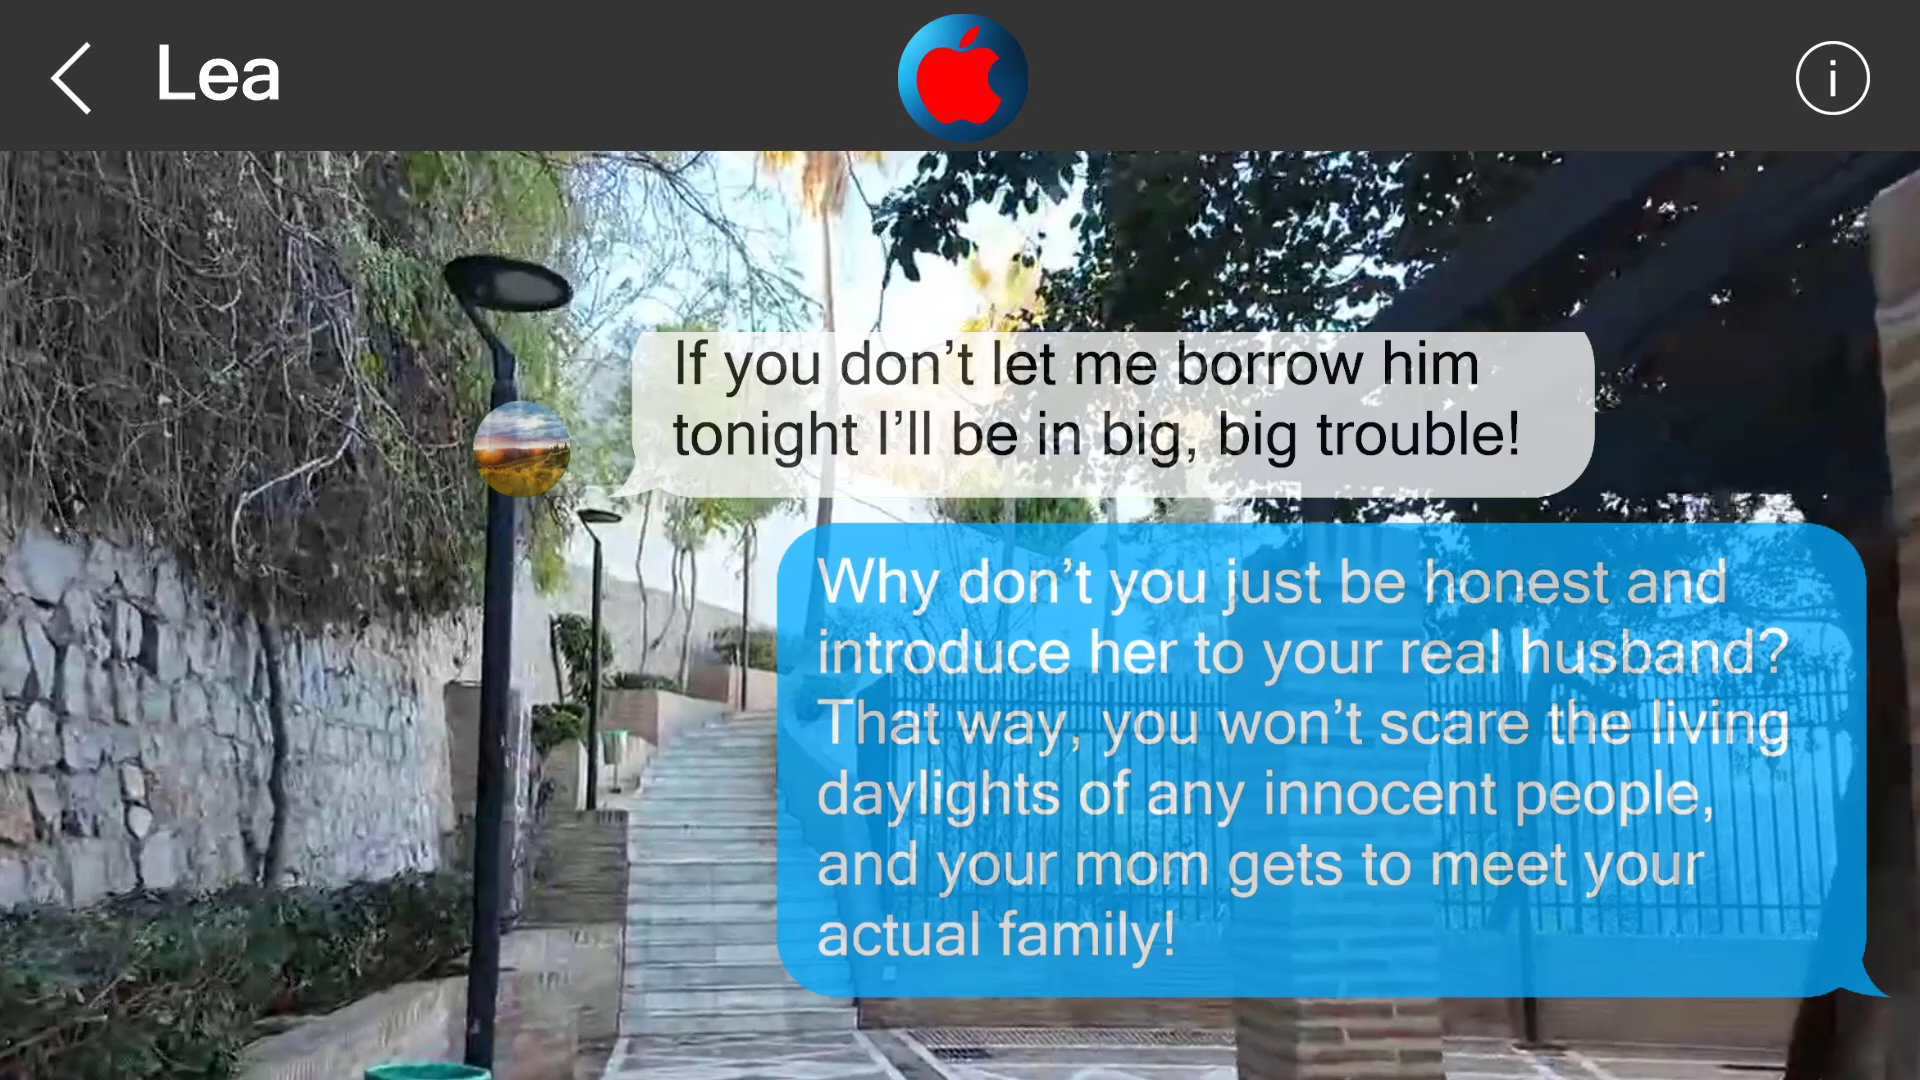 Lea
i
If you don’t let me borrow him
tonight I’ll be in big, big trouble!
Why don’t you just be honest and
introduce her to your real husband?
That way, you won’t scare the living
daylights of any innocent people,
and your mom gets to meet your
actual family!